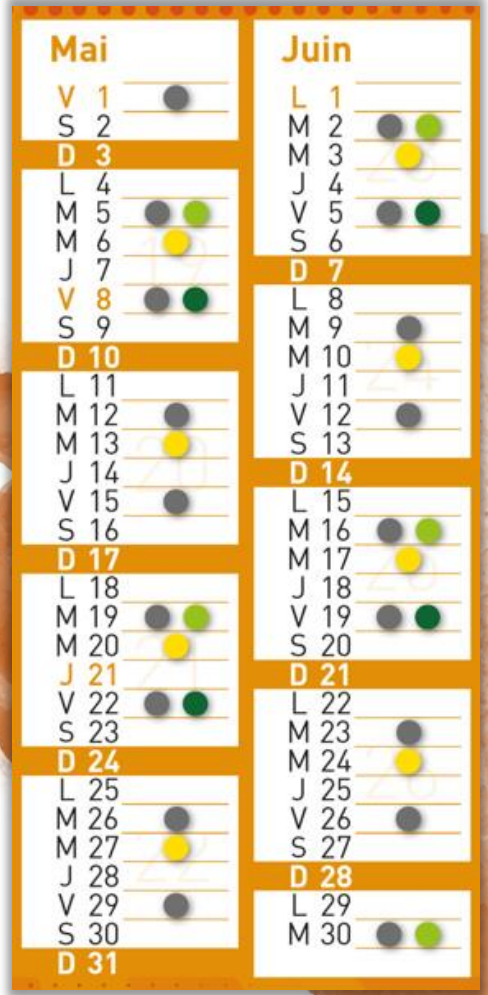 Mai
V 1
S 2
D 3
L 4
M 5
M 6
J 7
V 8
S 9
D 10
L 11
M 12
M 13
J 14
V 15
S 16
D 17
L 18
M 19
M 20
J 21
V 22
S 23
D 24
L 25
M 26
M 27
J 28
V 29
S 30
D 31
Juin
L 1
M 2
M 3
J 4
V 5
S 6
D 7
L 8
M 9
M 10
J 11
V 12
S 13
D 14
L 15
M 16
M 17
J 18
V 19
S 20
D 21
L 22
M 23
M 24
J 25
V 26
S 27
D 28
L 29
M 30